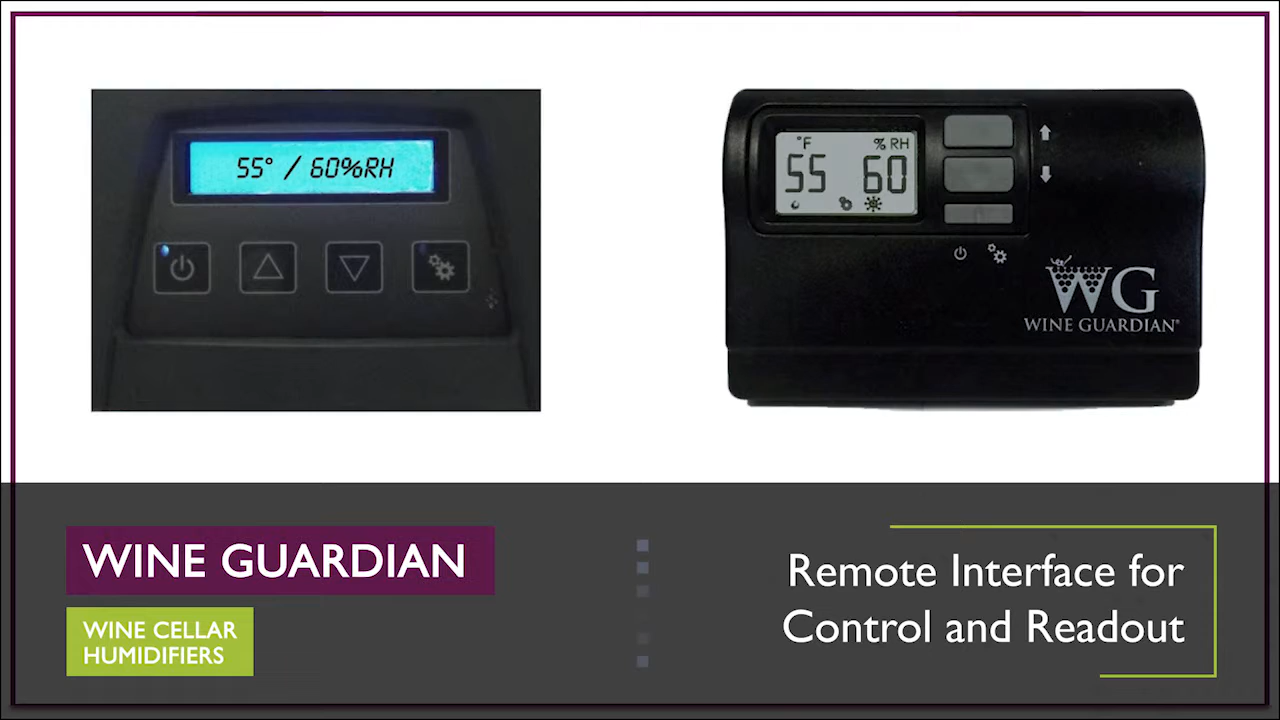 55° / 60%RH
°F % RH
55 60
WG
WINE GUARDIAN®
WINE GUARDIAN
WINE CELLAR
HUMIDIFIERS
Remote Interface for
Control and Readout